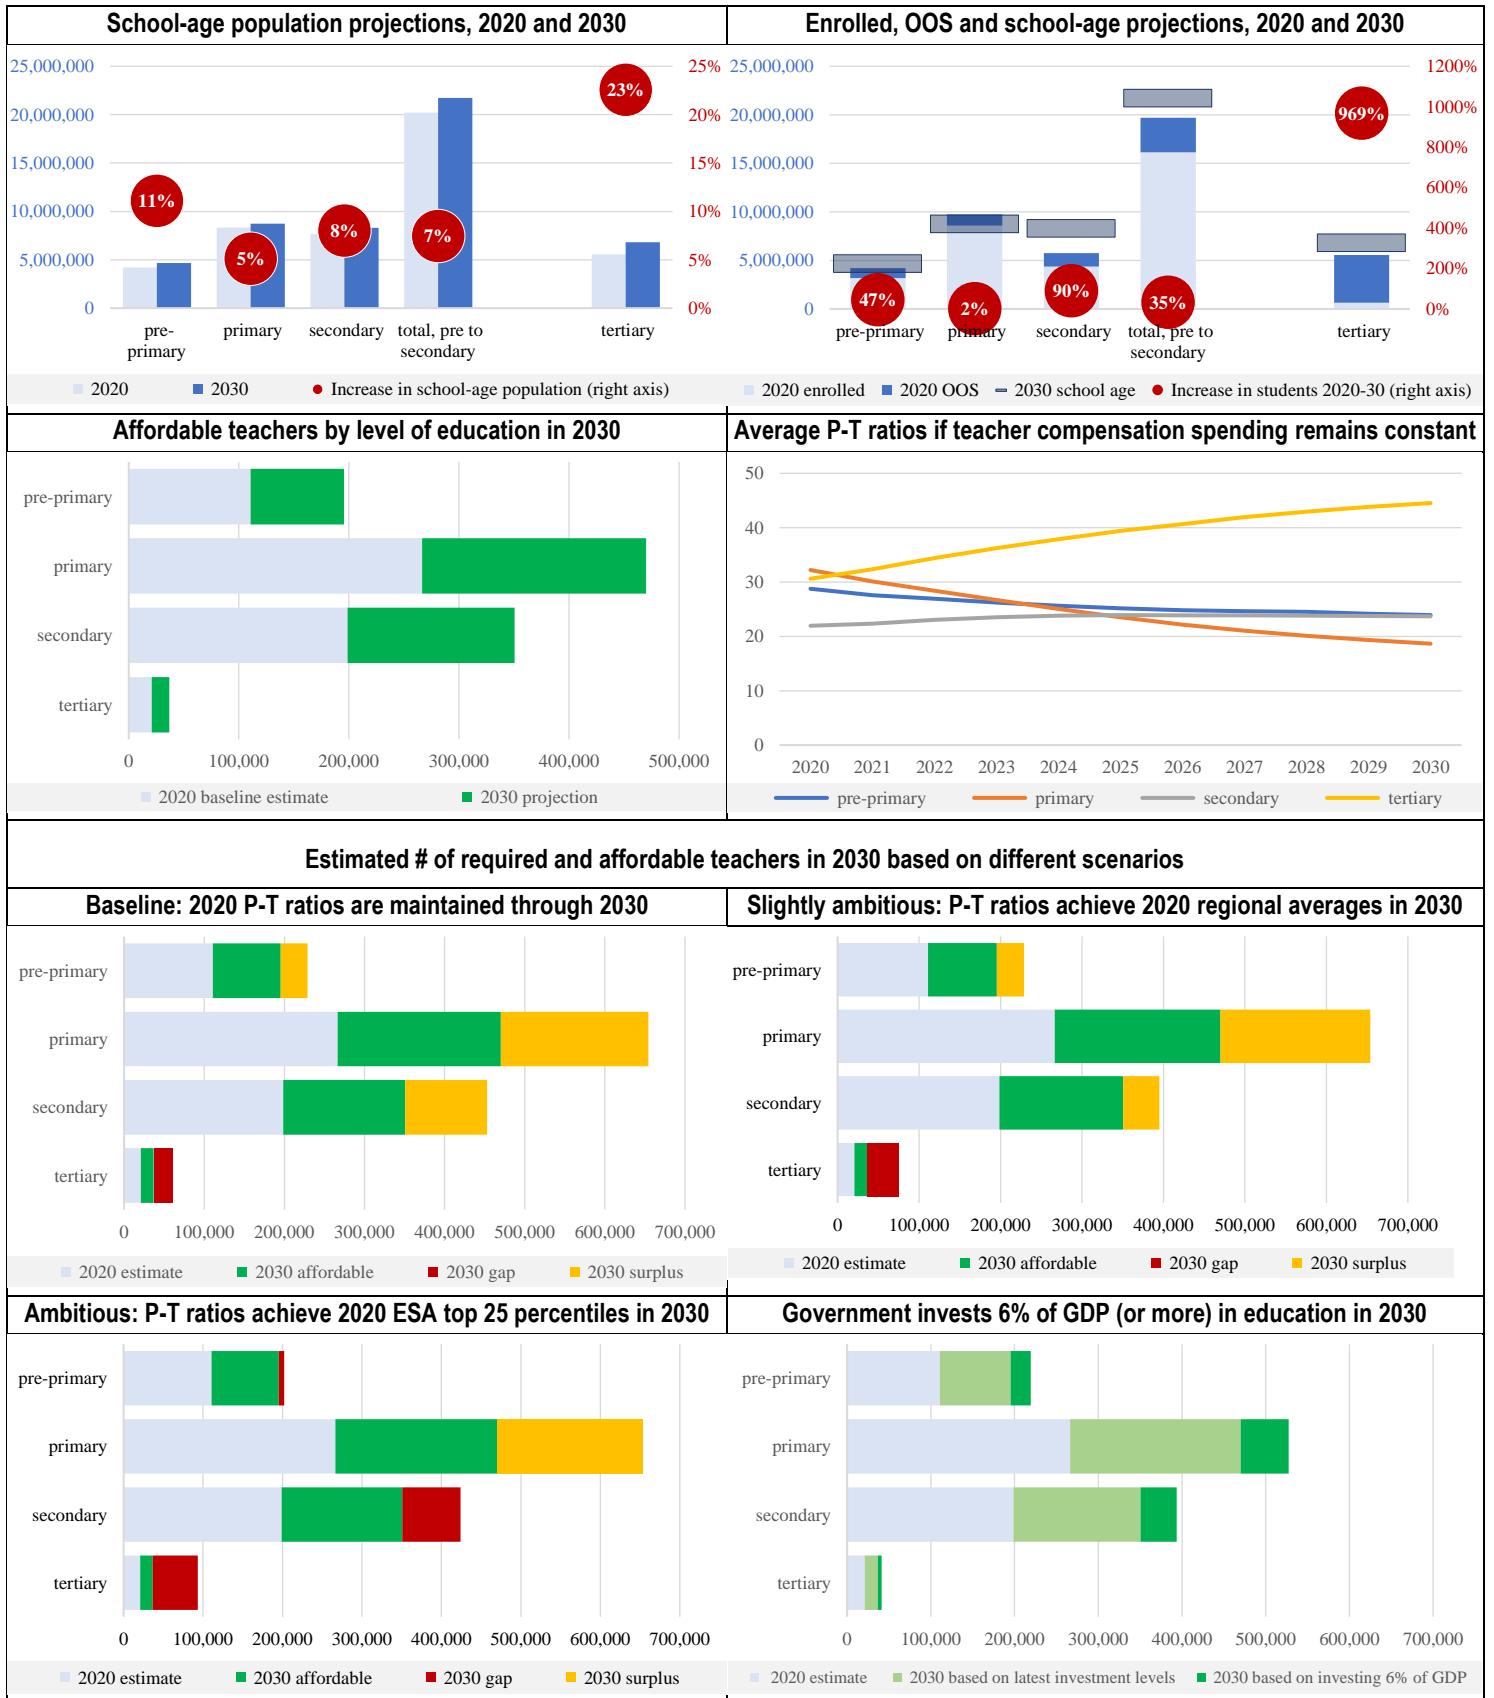 School-age population projections, 2020 and 2030
25,000,000
20,000,000
15,000,000
10,000,000
5,000,000
0
25%
20%
15%
10%
5%
0%
11%
5%
8%
7%
23%
pre-
primary
primary
secondary
total, pre to
secondary
tertiary
2020
2030
Increase in school-age population (right axis)
Enrolled, OOS and school-age projections, 2020 and 2030
25,000,000
20,000,000
15,000,000
10,000,000
5,000,000
0
1200%
1000%
800%
600%
400%
200%
0%
47%
2%
90%
35%
969%
pre-primary
primary
secondary
total, pre to
secondary
tertiary
2020 enrolled
2020 OOS
2030 school age
Increase in students 2020-30 (right axis)
Affordable teachers by level of education in 2030
pre-primary
primary
secondary
tertiary
0
100,000
200,000
300,000
400,000
500,000
2020 baseline estimate
2030 projection
Average P-T ratios if teacher compensation spending remains constant
50
40
30
20
10
0
2020
2021
2022
2023
2024
2025
2026
2027
2028
2029
2030
pre-primary
primary
secondary
tertiary
Estimated # of required and affordable teachers in 2030 based on different scenarios
Baseline: 2020 P-T ratios are maintained through 2030
pre-primary
primary
secondary
tertiary
0
100,000
200,000
300,000
400,000
500,000
600,000
700,000
2020 estimate
2030 affordable
2030 gap
2030 surplus
Slightly ambitious: P-T ratios achieve 2020 regional averages in 2030
pre-primary
primary
secondary
tertiary
0
100,000
200,000
300,000
400,000
500,000
600,000
700,000
2020 estimate
2030 affordable
2030 gap
2030 surplus
Ambitious: P-T ratios achieve 2020 ESA top 25 percentiles in 2030
pre-primary
primary
secondary
tertiary
0
100,000
200,000
300,000
400,000
500,000
600,000
700,000
2020 estimate
2030 affordable
2030 gap
2030 surplus
Government invests 6% of GDP (or more) in education in 2030
pre-primary
primary
secondary
tertiary
0
100,000
200,000
300,000
400,000
500,000
600,000
700,000
2020 estimate
2030 based on latest investment levels
2030 based on investing 6% of GDP